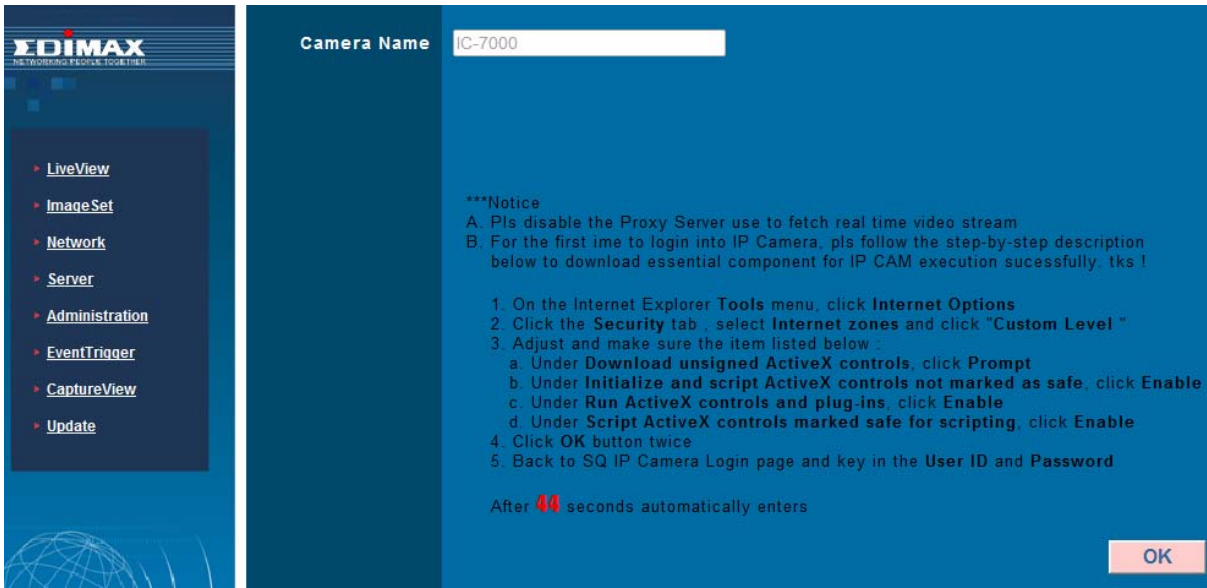 EDIMAX
NETWORKING PEOPLE TOGETHER
LiveView
ImageSet
Network
Server
Administration
EventTrigger
CaptureView
Update
Camera Name IC-7000
***Notice
A. Pls disable the Proxy Server use to fetch real time video stream
B. For the first ime to login into IP Camera, pls follow the step-by-step description
below to download essential component for IP CAM execution sucessfully. tks !
1. On the Internet Explorer Tools menu, click Internet Options
2. Click the Security tab , select Internet zones and click "Custom Level "
3. Adjust and make sure the item listed below :
a. Under Download unsigned ActiveX controls, click Prompt
b. Under Initialize and script ActiveX controls not marked as safe, click Enable
c. Under Run ActiveX controls and plug-ins, click Enable
d. Under Script ActiveX controls marked safe for scripting, click Enable
4. Click OK button twice
5. Back to SQ IP Camera Login page and key in the User ID and Password
After 44 seconds automatically enters
OK